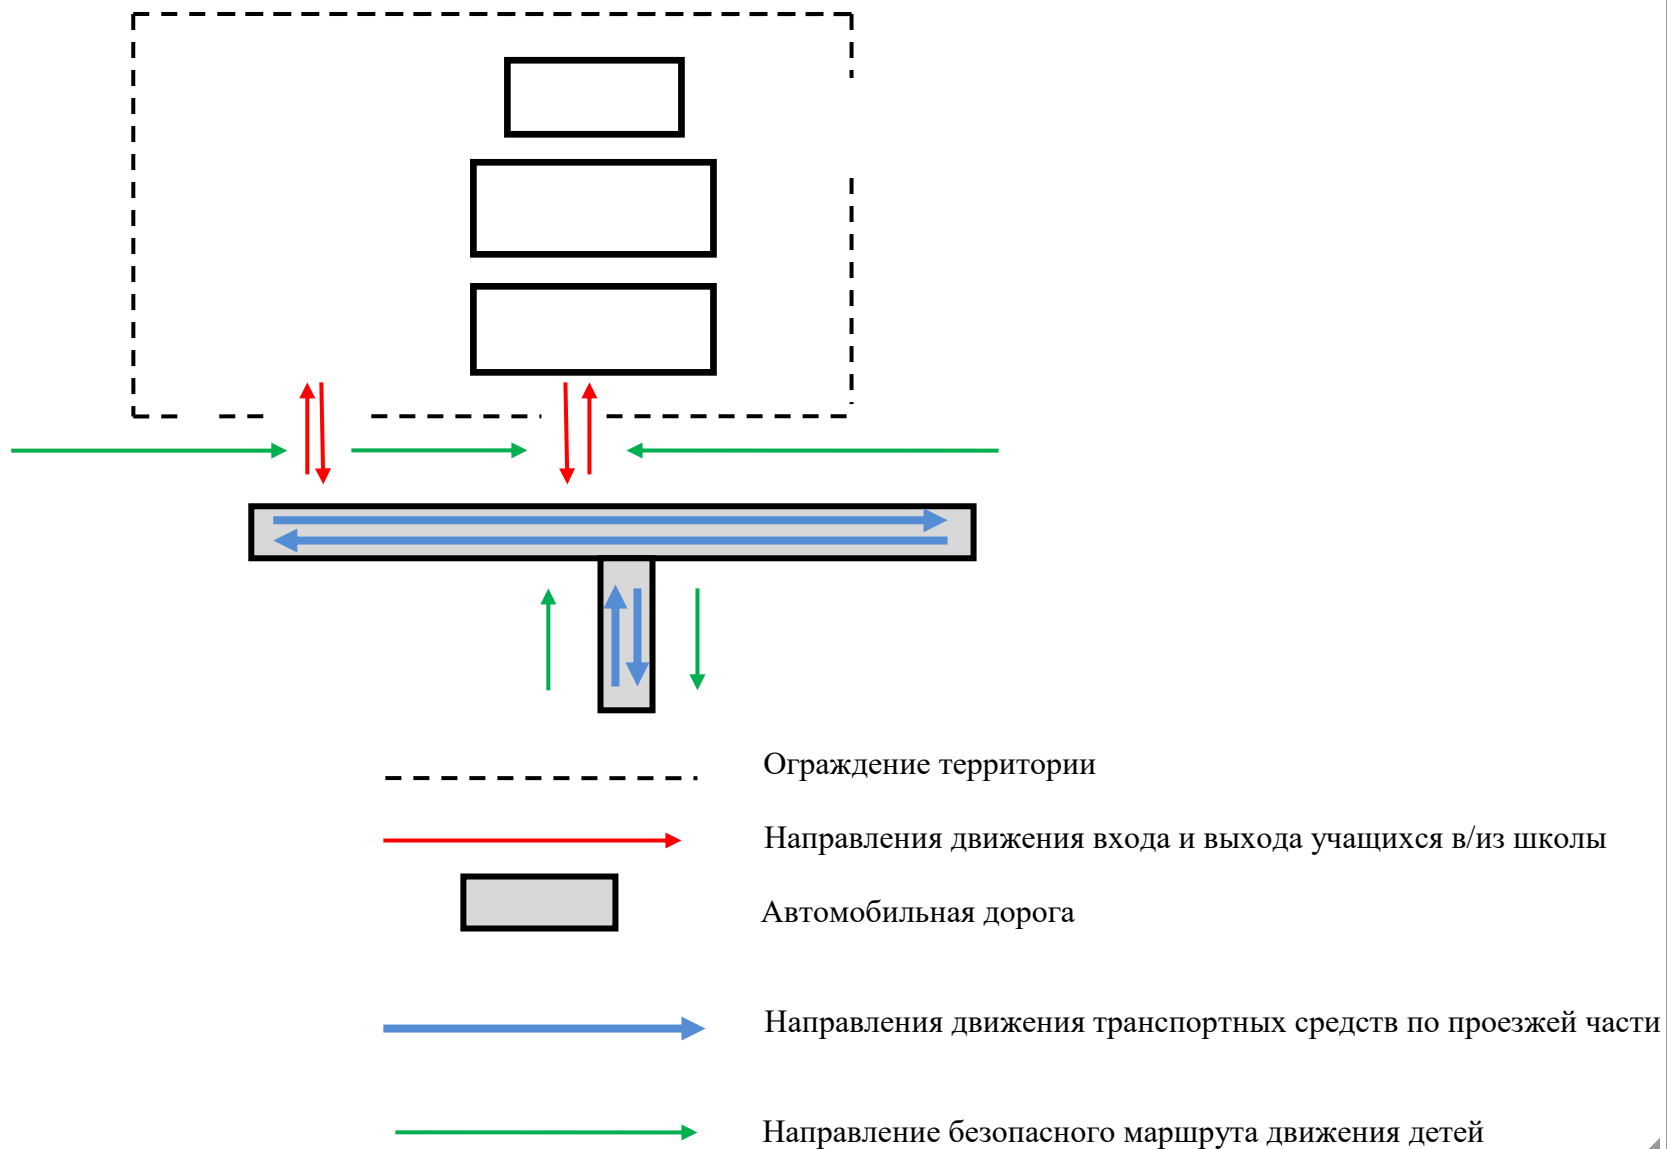 Ограждение территории
Направления движения входа и выхода учащихся в/из школы
Автомобильная дорога
Направления движения транспортных средств по проезжей части
Направление безопасного маршрута движения детей